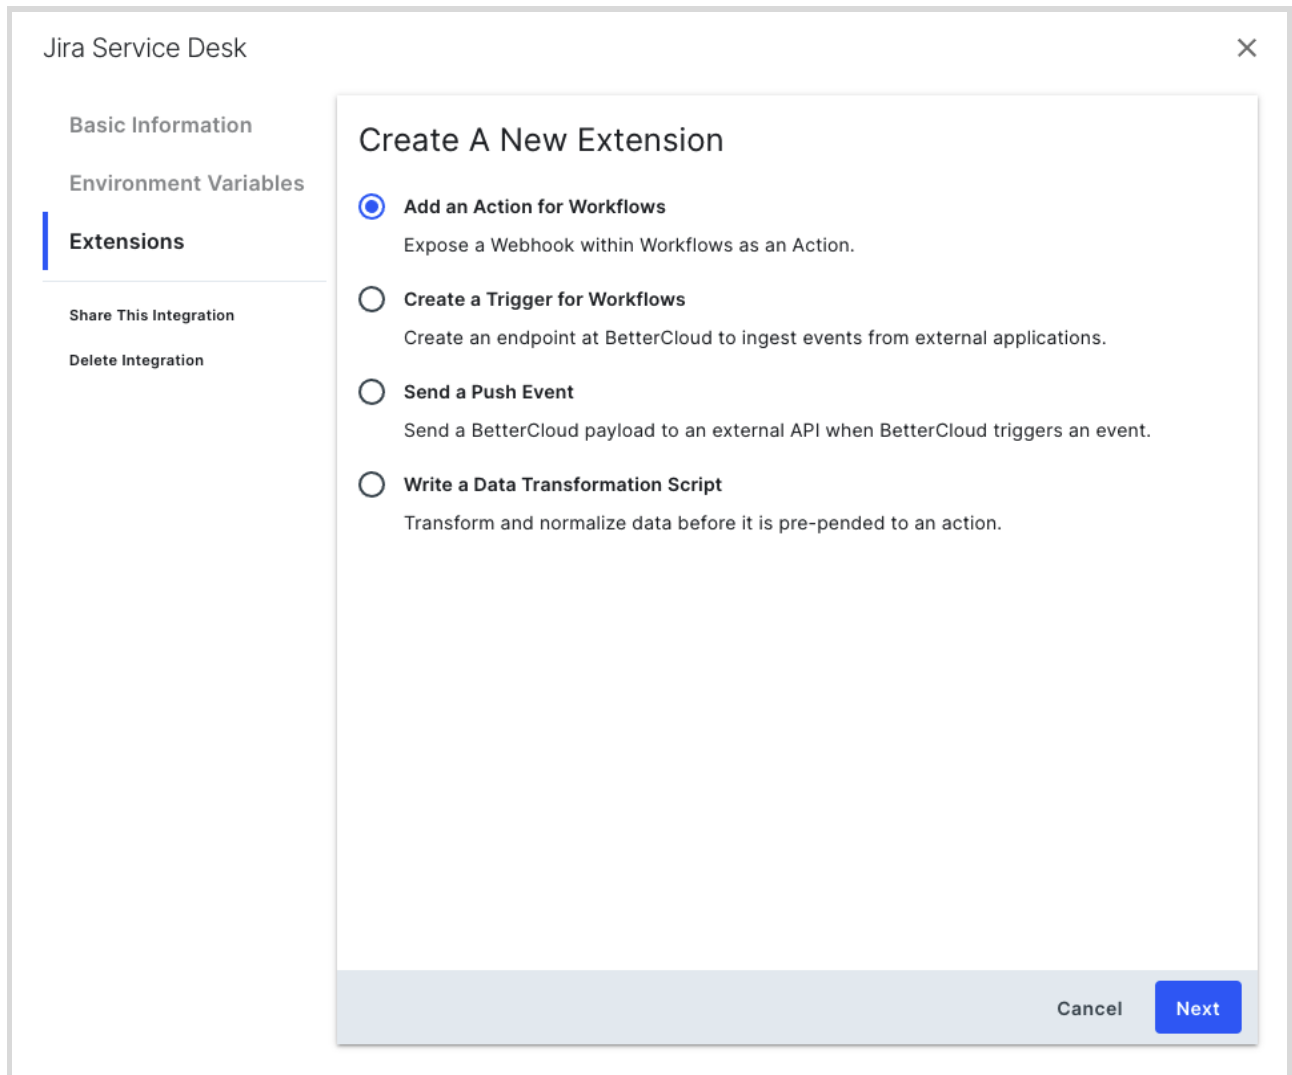 Jira Service Desk
Basic Information
Environment Variables
Extensions
Share This Integration
Delete Integration
Create A New Extension
Add an Action for Workflows
Expose a Webhook within Workflows as an Action.
Create a Trigger for Workflows
Create an endpoint at BetterCloud to ingest events from external applications.
Send a Push Event
Send a BetterCloud payload to an external API when BetterCloud triggers an event.
Write a Data Transformation Script
Transform and normalize data before it is pre-pended to an action.
Cancel
Next